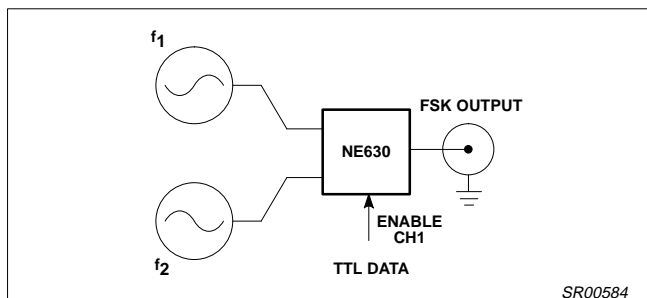 f1
FSK OUTPUT
NE630
ENABLE
CH1
f2
TTL DATA
SR00584